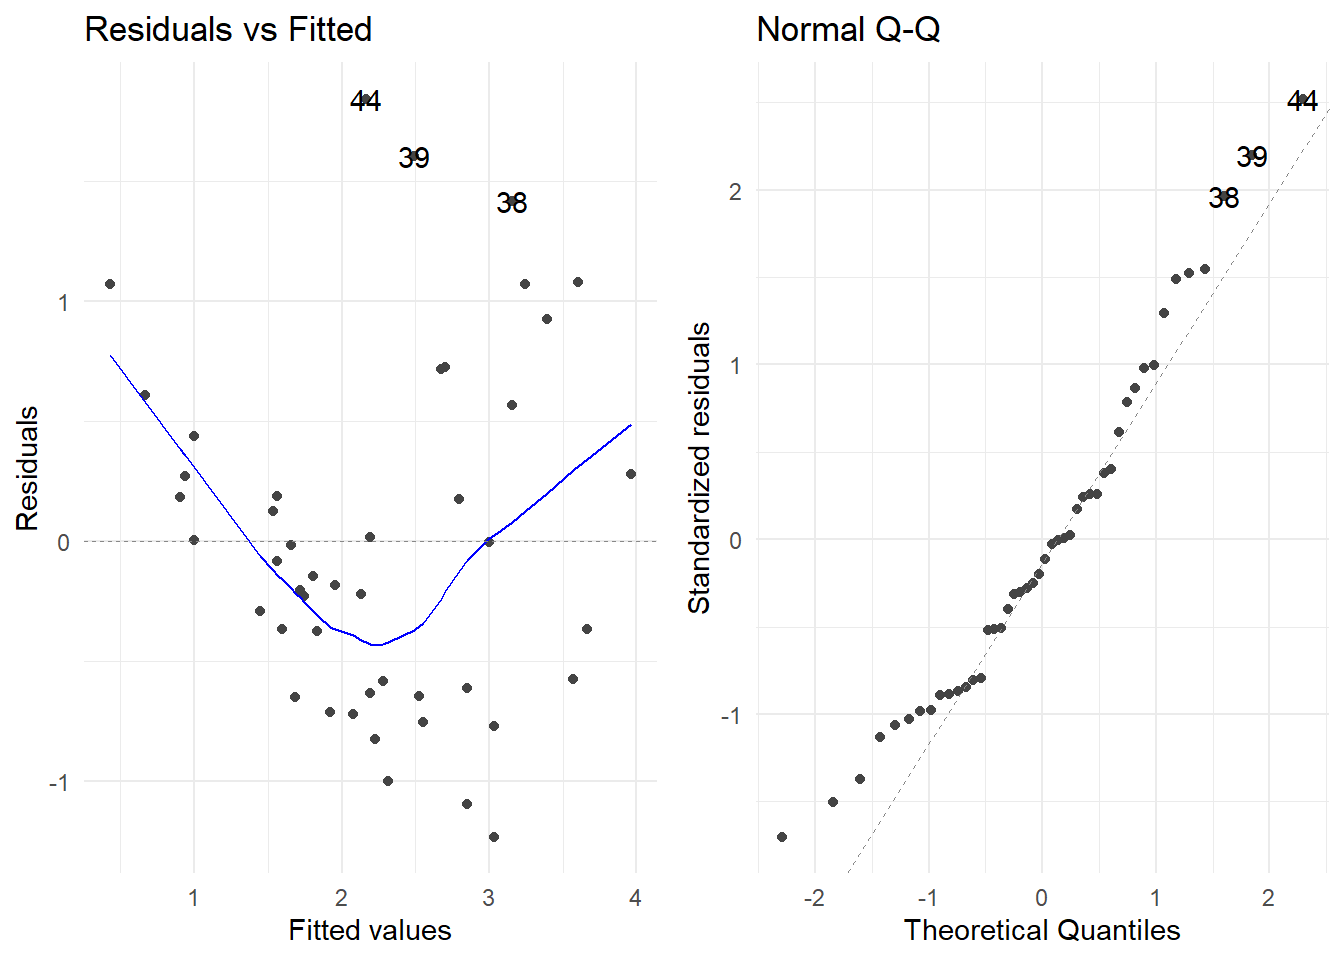 Residuals vs Fitted
44
39
38
1
0
-1
Residuals
1 2 3 4
Fitted values
Normal Q-Q
44
39
38
2
1
0
-1
Standardized residuals
-2 -1 0 1 2
Theoretical Quantiles